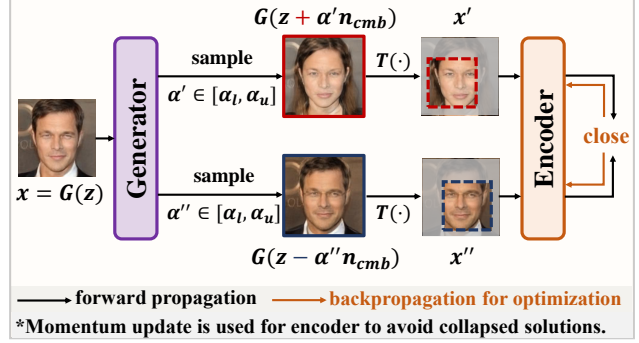 G(z + α′n_cmb)
x′
sample
T(·)
α′ ∈ [α_l, α_u]
x = G(z)
Generator
Encoder
close
sample
T(·)
α′′ ∈ [α_l, α_u]
G(z − α′′n_cmb)
x′′
forward propagation
backpropagation for optimization
*Momentum update is used for encoder to avoid collapsed solutions.